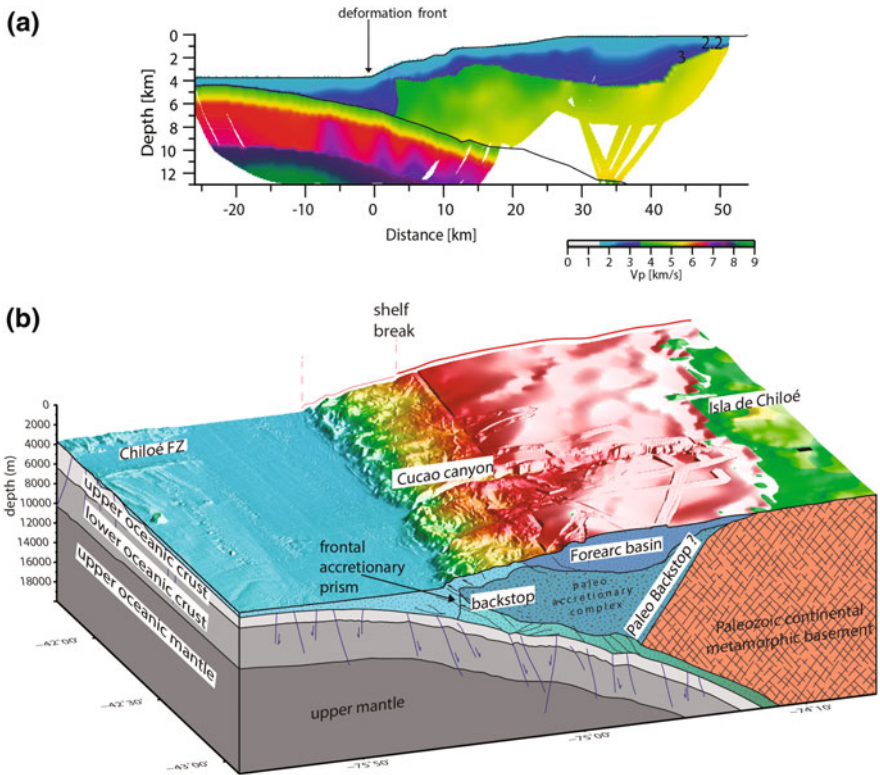 (a)
deformation front
0
2
4
6
8
10
12
Depth [km]
2.2
3
-20 -10 0 10 20 30 40 50
Distance [km]
0 1 2 3 4 5 6 7 8 9
Vp [km/s]
(b)
shelf
break
0
2000
4000
6000
8000
10000
12000
14000
16000
18000
depth (m)
Chiloé FZ
Isla de Chiloé
Cucao canyon
upper oceanic crust
lower oceanic crust
upper oceanic mantle
frontal
accretionary
prism
Forearc basin
backstop
paleo
accretionary
complex
Paleo Backstop ?
Paleozoic continental
metamorphic basement
upper mantle
−42°00'
−42°30'
−43°00'
−75°50'
−75°00'
−74°10'